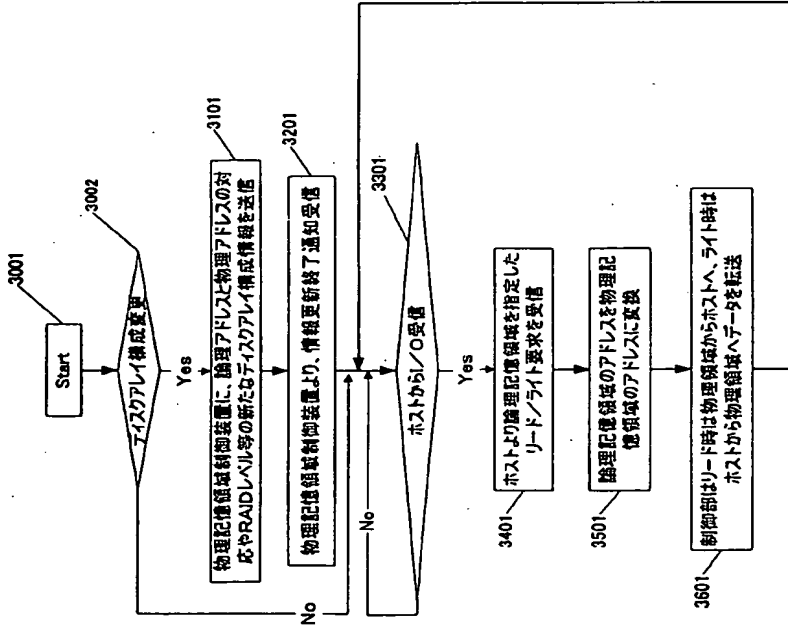 3001
Start
3002
ディスクアレイ構成変更
Yes
No
3101
物理記憶領域制御装置に、論理アドレスと物理アドレスの対
応やRAIDレベル等の新たなディスクアレイ構成情報を送信
3201
物理記憶領域制御装置より、情報更新終了通知受信
3301
ホストからI/O受信
No
Yes
3401
ホストより論理記憶領域を指定した
リード/ライト要求を受信
3501
論理記憶領域のアドレスを物理記
憶領域のアドレスに変換
3601
制御部はリード時は物理領域からホストへ、ライト時は
ホストから物理領域へデータを転送